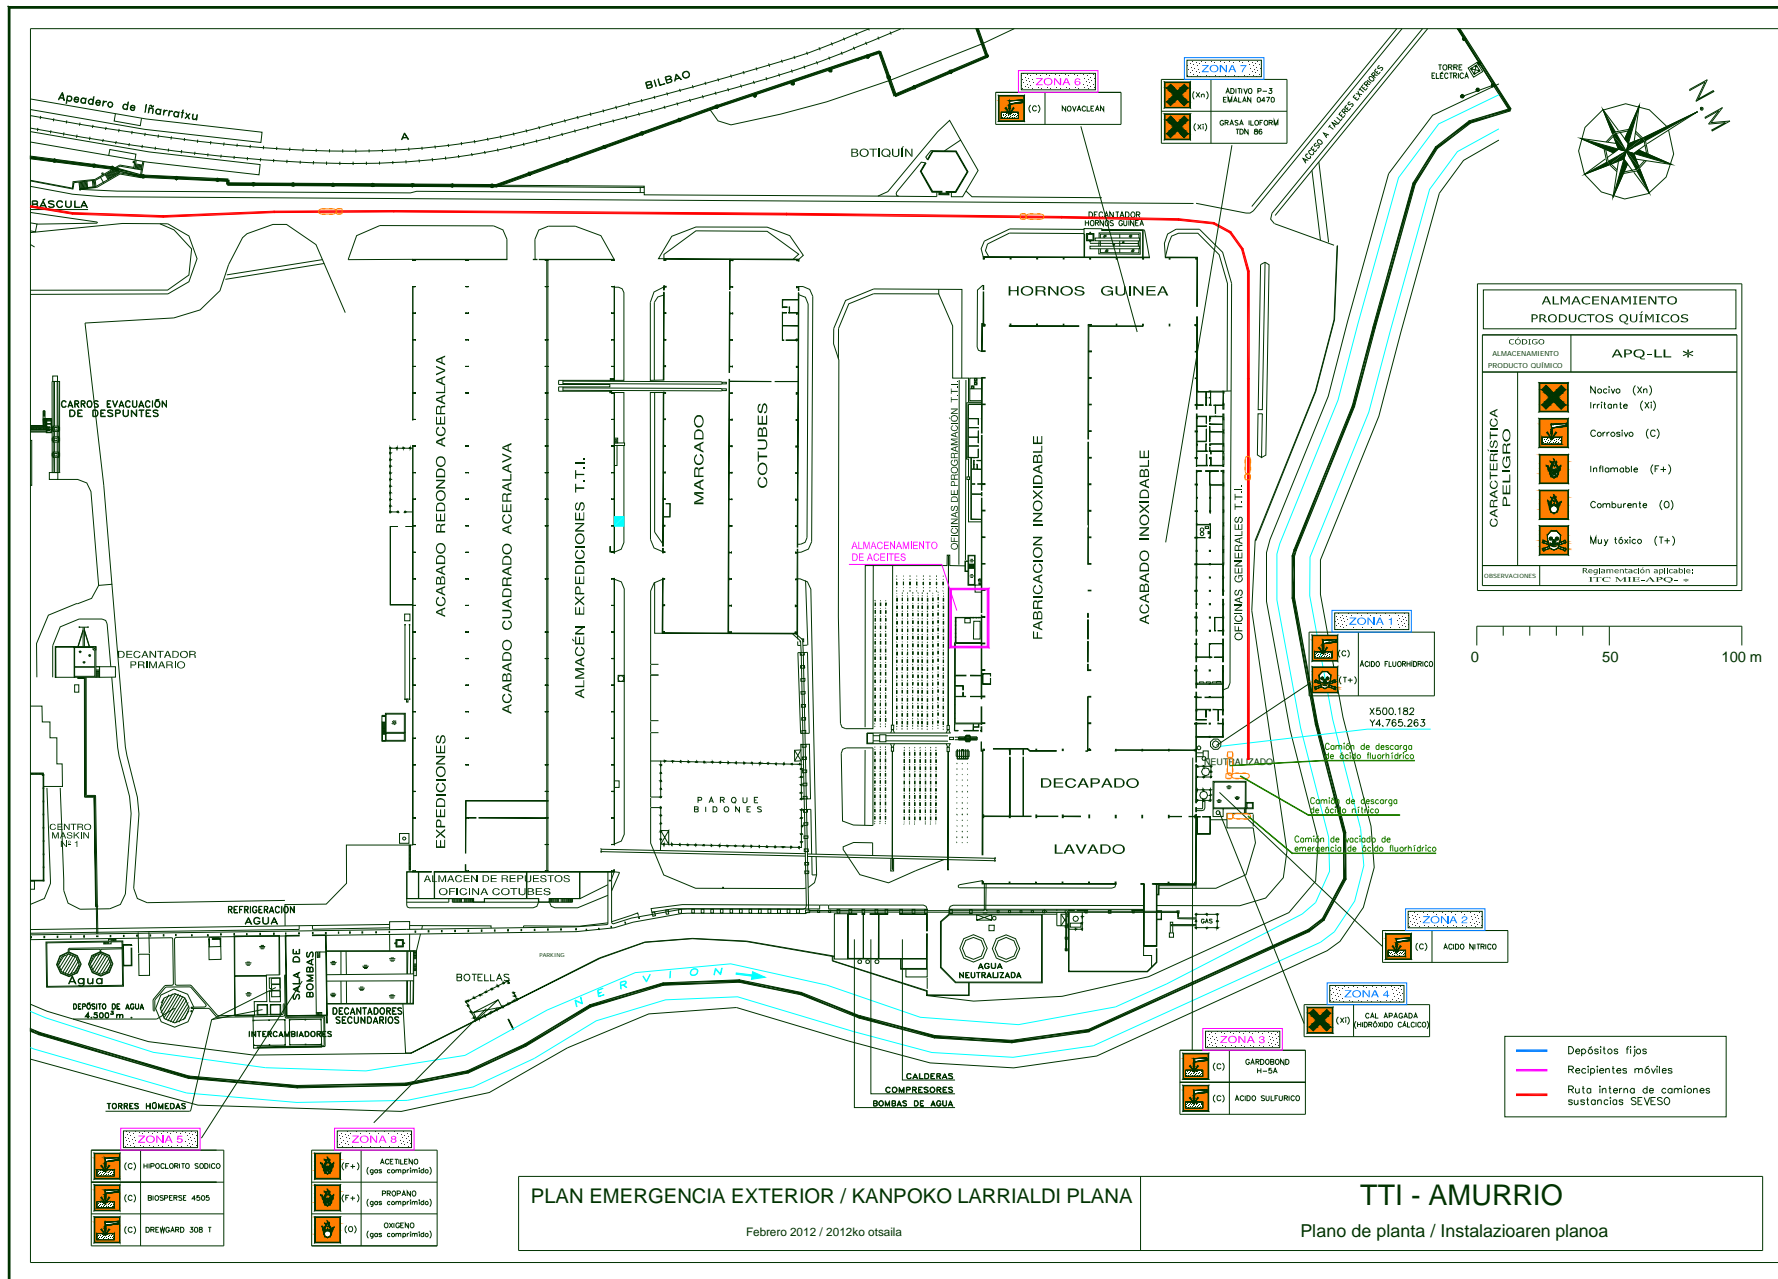 Apeadero de Iñarratxu
BILBAO
A
BÁSCULA
BOTIQUÍN
ZONA 6
(C) NOVACLEAN
ZONA 7
(Xn) ADITIVO P-3
EMALAN 0470
(Xi) GRASA ILOFORM
TDN 86
ACCESO A TALLERES EXTERIORES
TORRE
ELÉCTRICA
N.M
DECANTADOR
HORNOS GUINEA
HORNOS GUINEA
CARROS EVACUACIÓN
DE DESPUNTES
DECANTADOR
PRIMARIO
CENTRO
MASKIN
Nº 1
EXPEDICIONES
ACABADO REDONDO ACERALAVA
ACABADO CUADRADO ACERALAVA
ALMACÉN EXPEDICIONES T.T.I.
MARCADO
COTUBES
PARQUE
BIDONES
ALMACENAMIENTO
DE ACEITES
OFICINAS DE PROGRAMACIÓN T.T.I.
FABRICACION INOXIDABLE
ACABADO INOXIDABLE
OFICINAS GENERALES T.T.I.
DECAPADO
LAVADO
NEUTRALIZADO
ALMACEN DE REPUESTOS
OFICINA COTUBES
ALMACENAMIENTO
PRODUCTOS QUÍMICOS
CÓDIGO
ALMACENAMIENTO
PRODUCTO QUÍMICO
APQ-LL *
CARACTERÍSTICA
PELIGRO
Nocivo (Xn)
Irritante (Xi)
Corrosivo (C)
Inflamable (F+)
Comburente (O)
Muy tóxico (T+)
OBSERVACIONES
Reglamentación aplicable:
ITC MIE-APQ- *
0 50 100 m
ZONA 1
(C)
(T+)
ÁCIDO FLUORHÍDRICO
X500.182
Y4.765.263
Camión de descarga
de ácido fluorhídrico
Camión de descarga
de ácido nítrico
Camión de vaciado de
emergencia de ácido fluorhídrico
ZONA 2
(C) ACIDO NITRICO
ZONA 4
(Xi) CAL APAGADA
(HIDRÓXIDO CÁLCICO)
ZONA 3
(C) GARDOBOND
H-5A
(C) ACIDO SULFURICO
GAS
AGUA
NEUTRALIZADA
REFRIGERACIÓN
AGUA
SALA DE
BOMBAS
Agua
DEPÓSITO DE AGUA
4.500 m³.
INTERCAMBIADORES
DECANTADORES
SECUNDARIOS
BOTELLAS
PARKING
NERVION
TORRES HÚMEDAS
CALDERAS
COMPRESORES
BOMBAS DE AGUA
ZONA 5
(C) HIPOCLORITO SODICO
(C) BIOSPERSE 4505
(C) DREWGARD 308 T
ZONA 8
(F+) ACETILENO
(gas comprimido)
(F+) PROPANO
(gas comprimido)
(O) OXIGENO
(gas comprimido)
Depósitos fijos
Recipientes móviles
Ruta interna de camiones
sustancias SEVESO
PLAN EMERGENCIA EXTERIOR / KANPOKO LARRIALDI PLANA
Febrero 2012 / 2012ko otsaila
TTI - AMURRIO
Plano de planta / Instalazioaren planoa